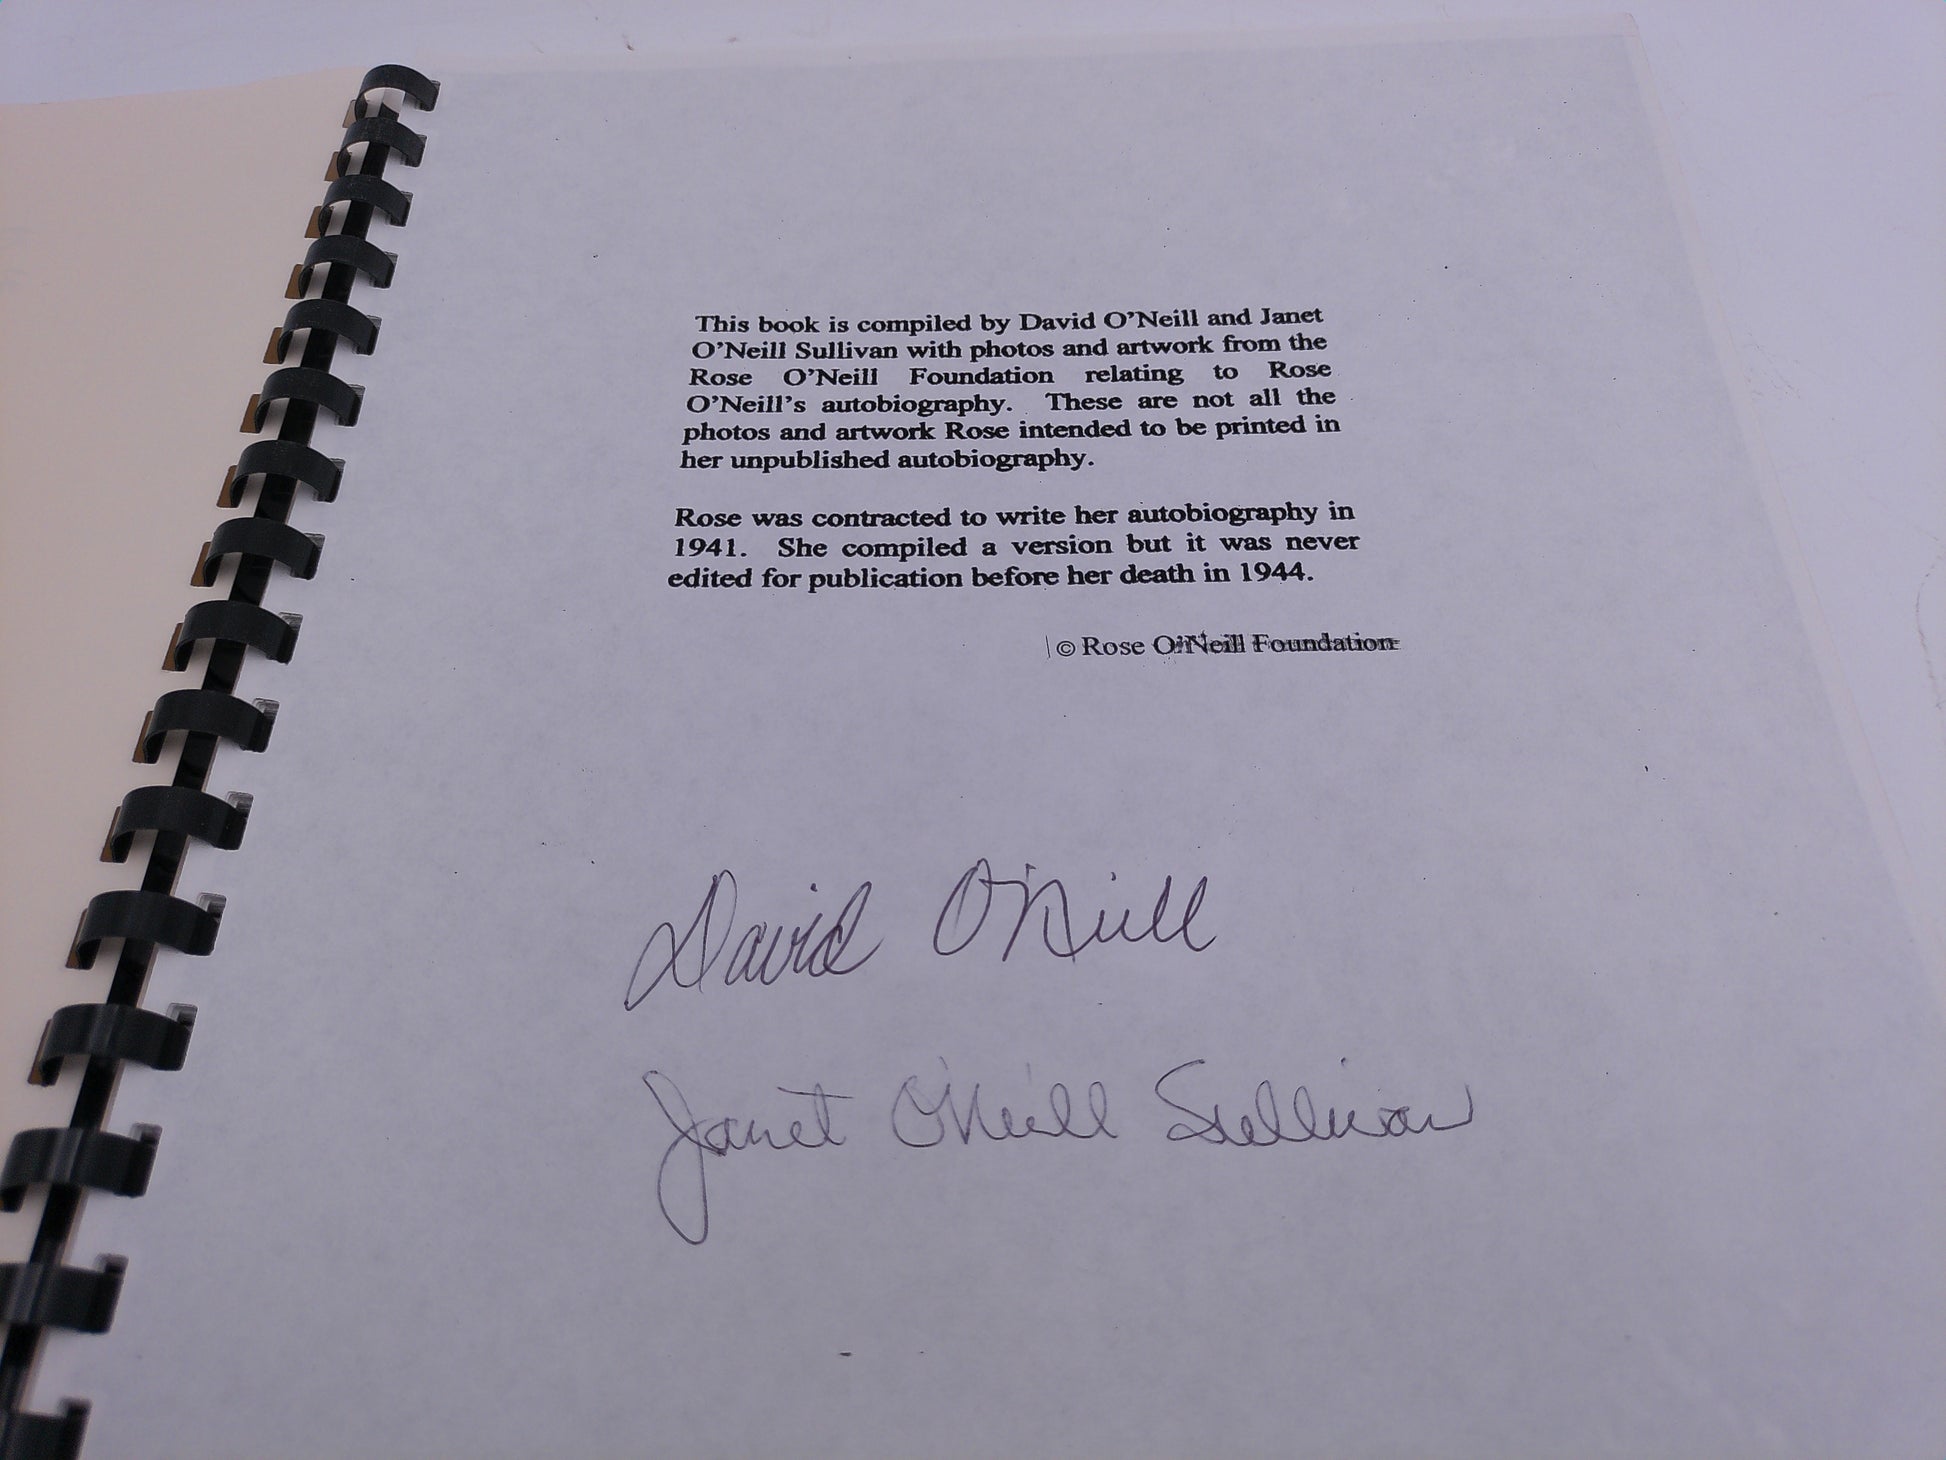 This book is compiled by David O'Neill and Janet
O'Neill Sullivan with photos and artwork from the
Rose O'Neill Foundation relating to Rose
O'Neill's autobiography. These are not all the
photos and artwork Rose intended to be printed in
her unpublished autobiography.
Rose was contracted to write her autobiography in
1941. She compiled a version but it was never
edited for publication before her death in 1944.
© Rose O'Neill Foundation
David O'Neill
Janet O'Neill Sullivan